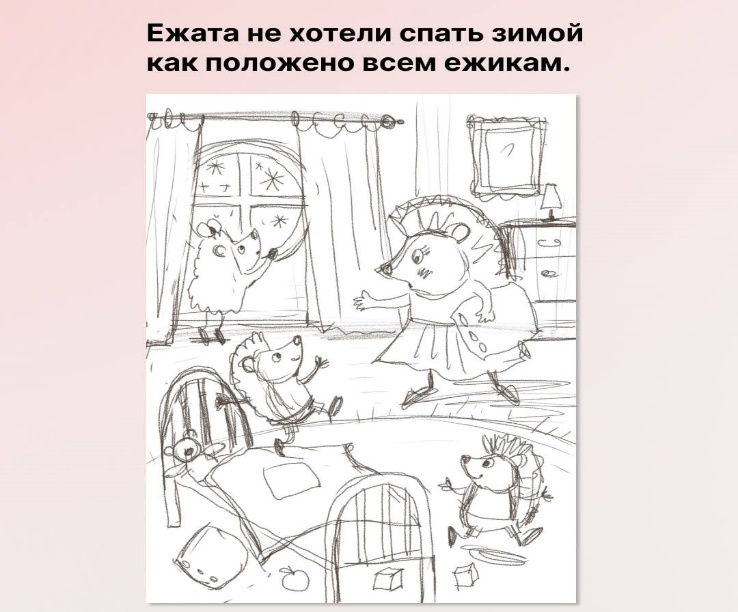 Ежата не хотели спать зимой
как положено всем ежикам.